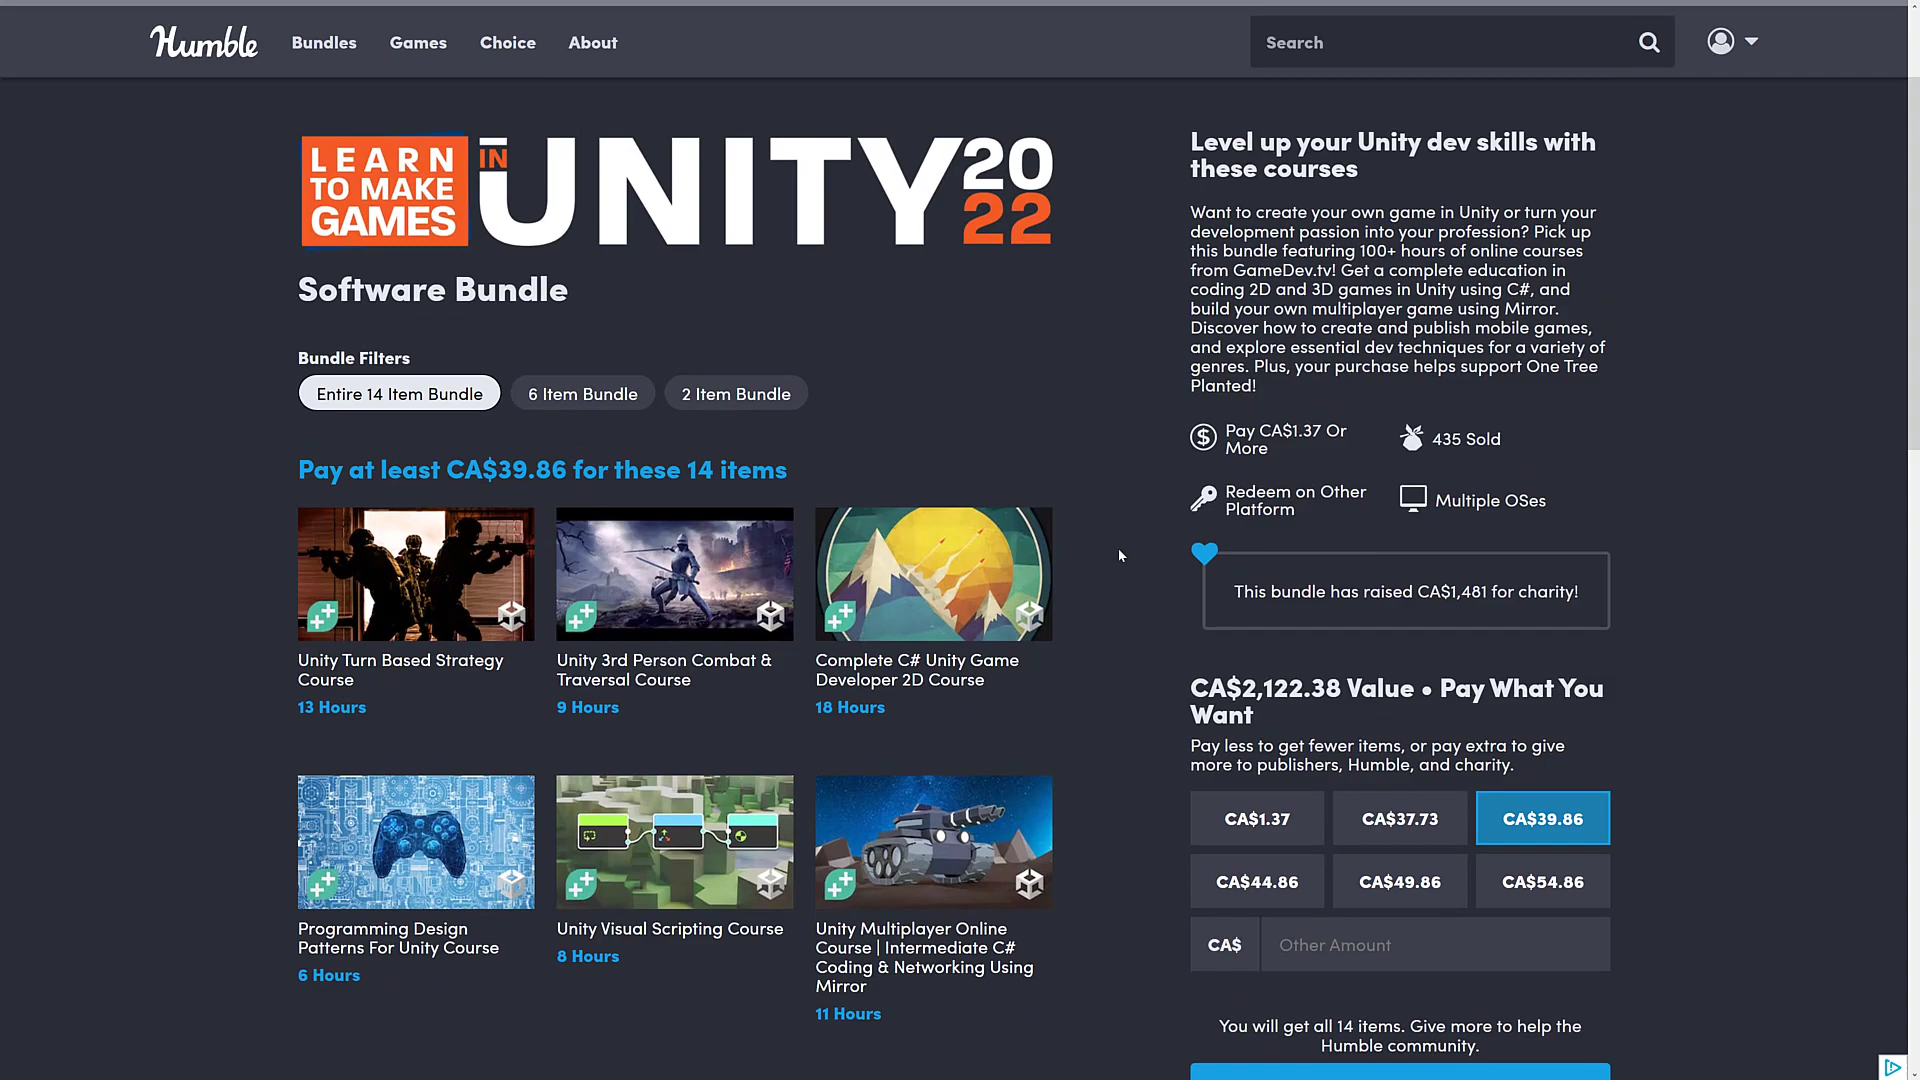 Humble
Bundles
Games
Choice
About
Search
LEARN
TO MAKE
GAMES
IN
UNITY
20
22
Software Bundle
Bundle Filters
Entire 14 Item Bundle
6 Item Bundle
2 Item Bundle
Pay at least CA$39.86 for these 14 items
Unity Turn Based Strategy
Course
13 Hours
Unity 3rd Person Combat &
Traversal Course
9 Hours
Complete C# Unity Game
Developer 2D Course
18 Hours
Programming Design
Patterns For Unity Course
6 Hours
Unity Visual Scripting Course
8 Hours
Unity Multiplayer Online
Course | Intermediate C#
Coding & Networking Using
Mirror
11 Hours
Level up your Unity dev skills with
these courses
Want to create your own game in Unity or turn your
development passion into your profession? Pick up
this bundle featuring 100+ hours of online courses
from GameDev.tv! Get a complete education in
coding 2D and 3D games in Unity using C#, and
build your own multiplayer game using Mirror.
Discover how to create and publish mobile games,
and explore essential dev techniques for a variety of
genres. Plus, your purchase helps support One Tree
Planted!
Pay CA$1.37 Or
More
435 Sold
Redeem on Other
Platform
Multiple OSes
This bundle has raised CA$1,481 for charity!
CA$2,122.38 Value • Pay What You
Want
Pay less to get fewer items, or pay extra to give
more to publishers, Humble, and charity.
CA$1.37
CA$37.73
CA$39.86
CA$44.86
CA$49.86
CA$54.86
CA$
Other Amount
You will get all 14 items. Give more to help the
Humble community.